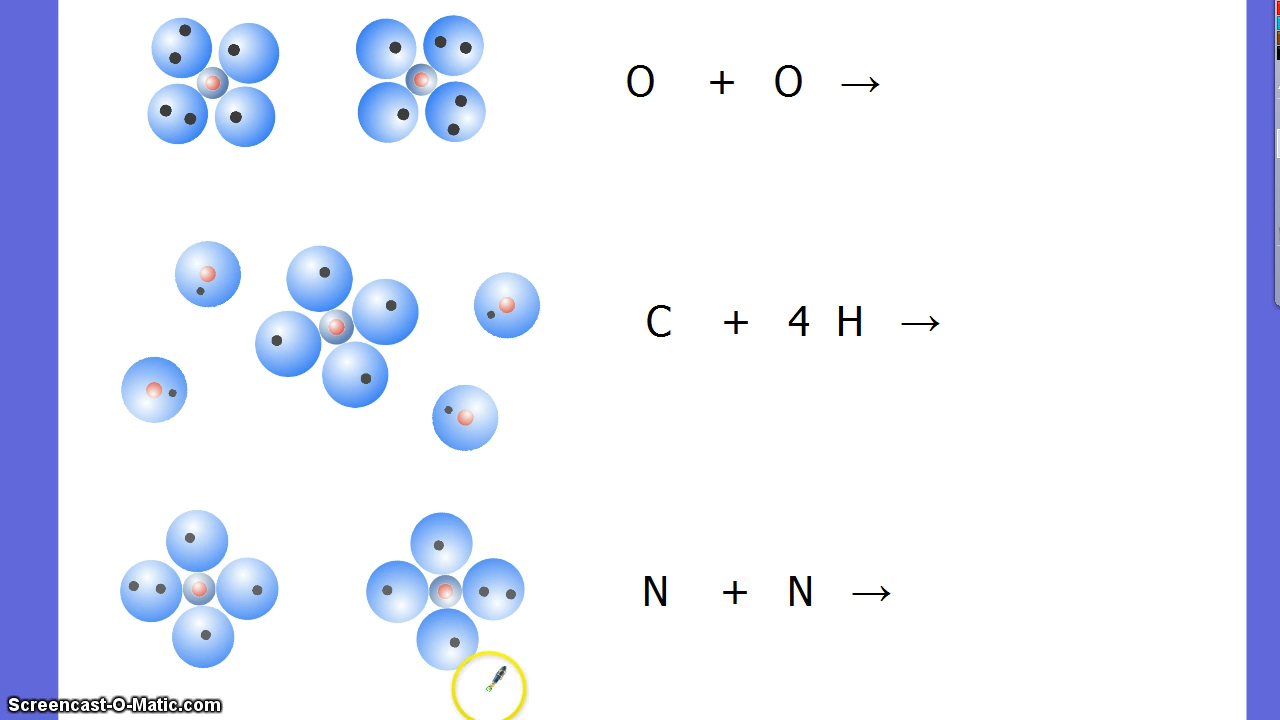 O + O →
C + 4 H →
N + N →
Screencast-O-Matic.com